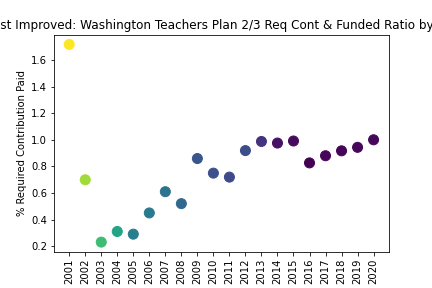 st Improved: Washington Teachers Plan 2/3 Req Cont & Funded Ratio by
% Required Contribution Paid
1.6
1.4
1.2
1.0
0.8
0.6
0.4
0.2
2001 2002 2003 2004 2005 2006 2007 2008 2009 2010 2011 2012 2013 2014 2015 2016 2017 2018 2019 2020